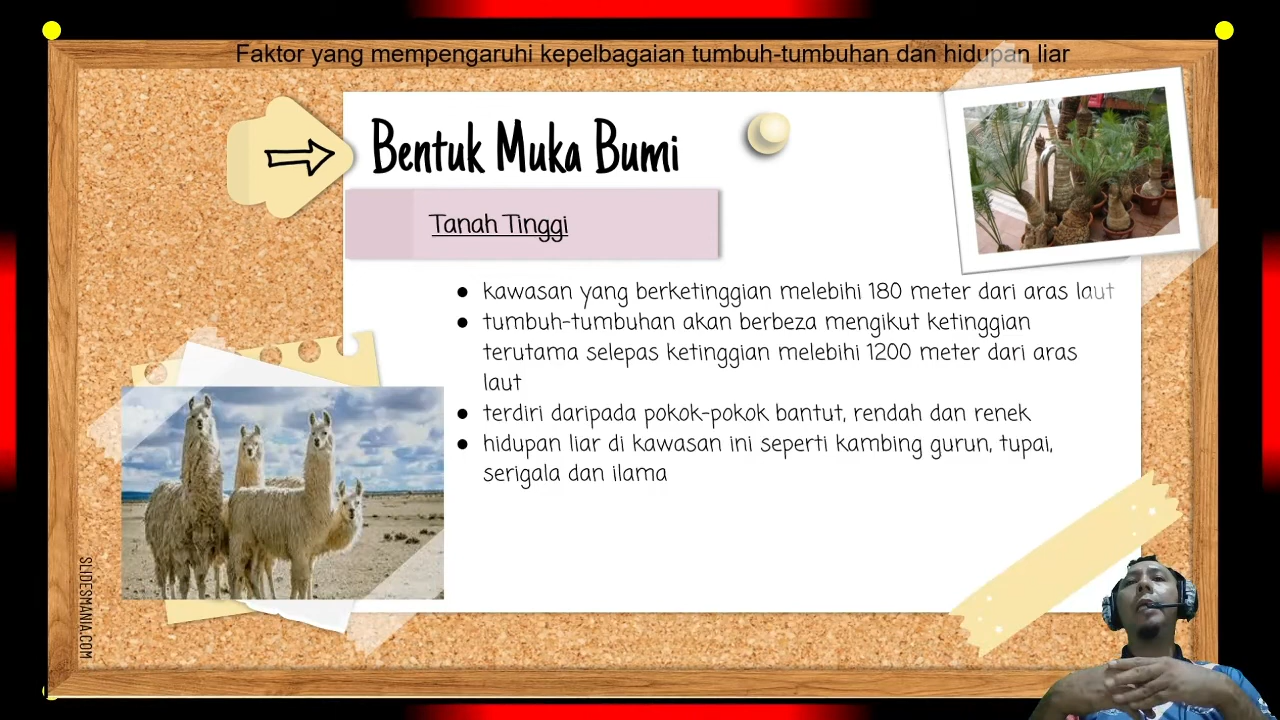 Faktor yang mempengaruhi kepelbagaian tumbuh-tumbuhan dan hidupan liar
Bentuk Muka Bumi
Tanah Tinggi
● kawasan yang berketinggian melebihi 180 meter dari aras laut
● tumbuh-tumbuhan akan berbeza mengikut ketinggian
terutama selepas ketinggian melebihi 1200 meter dari aras
laut
● terdiri daripada pokok-pokok bantut, rendah dan renek
● hidupan liar di kawasan ini seperti kambing gurun, tupai,
serigala dan ilama
SLIDESMANIA.COM